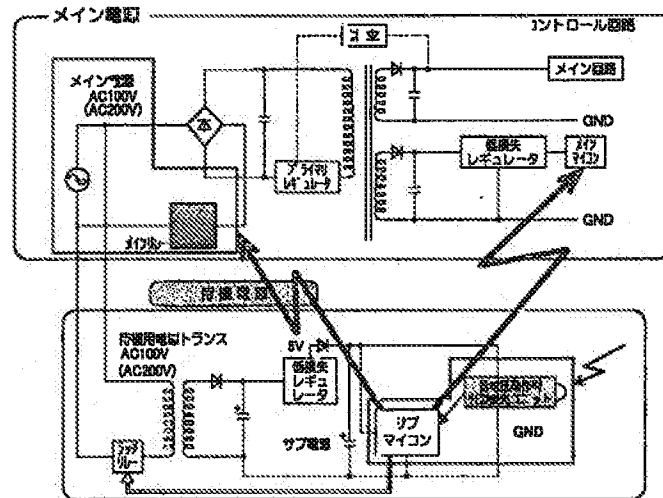 メイン電源
コントロール回路
メイン電源
AC100V
(AC200V)
メイン回路
GND
プライマリ
レギュレータ
低損失
レギュレータ
メイン
マイコン
GND
メインリレー
待機電源
待機用電源トランス
AC100V
(AC200V)
5V
低損失
レギュ
レータ
サブ電源
マイコン
GND
リレー